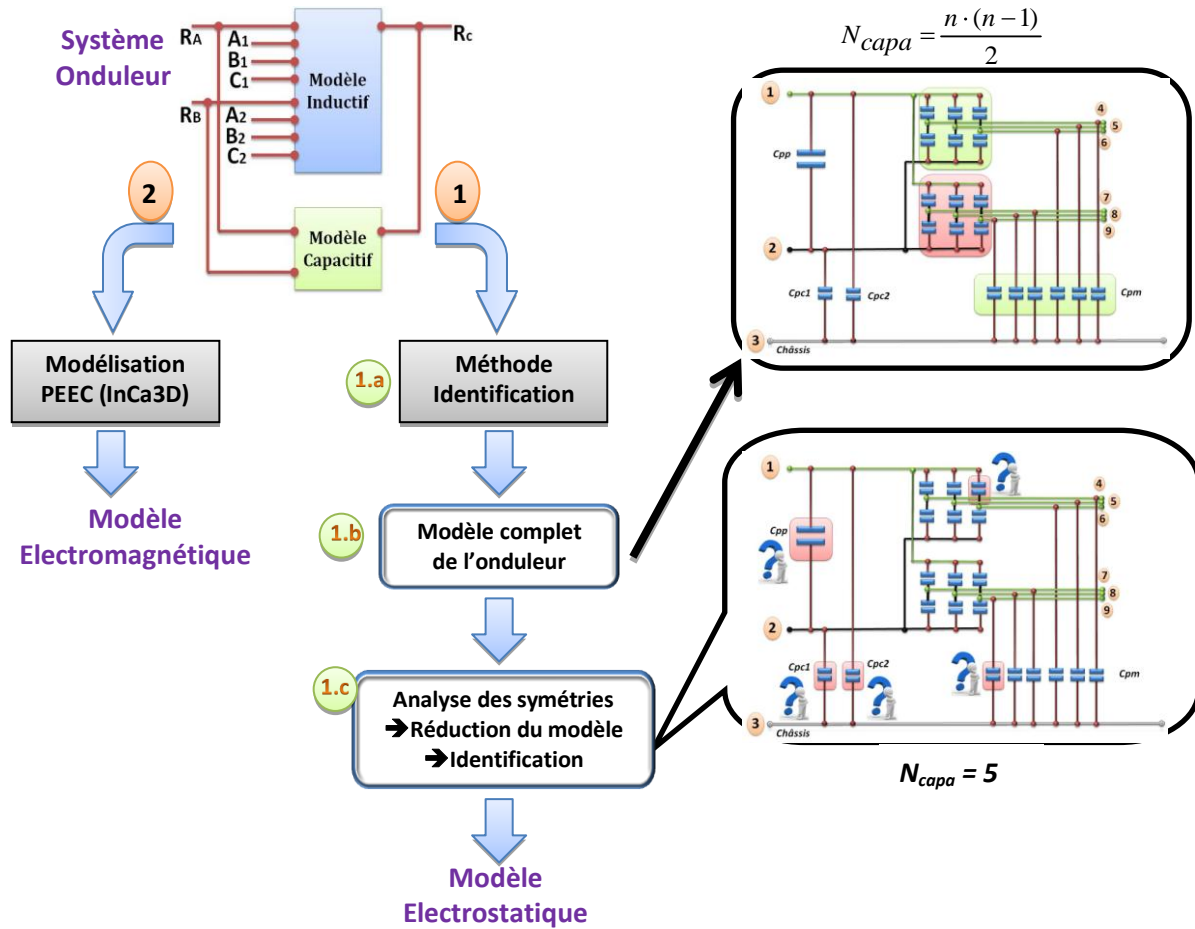 Système
Onduleur
RA
A1
B1
C1
RB
A2
B2
C2
Modèle
Inductif
Rc
Modèle
Capacitif
2
1
Modélisation
PEEC (InCa3D)
Modèle
Electromagnétique
1.a
Méthode
Identification
1.b
Modèle complet
de l’onduleur
1.c
Analyse des symétries
➔Réduction du modèle
➔Identification
Modèle
Electrostatique
N_capa = n·(n−1)/2
1
4
5
6
Cpp
7
8
9
2
Cpc1
Cpc2
Cpm
3
Châssis
1
?
4
5
6
Cpp
?
7
8
9
2
Cpc1
Cpc2
?
Cpm
?
?
3
Châssis
Ncapa = 5